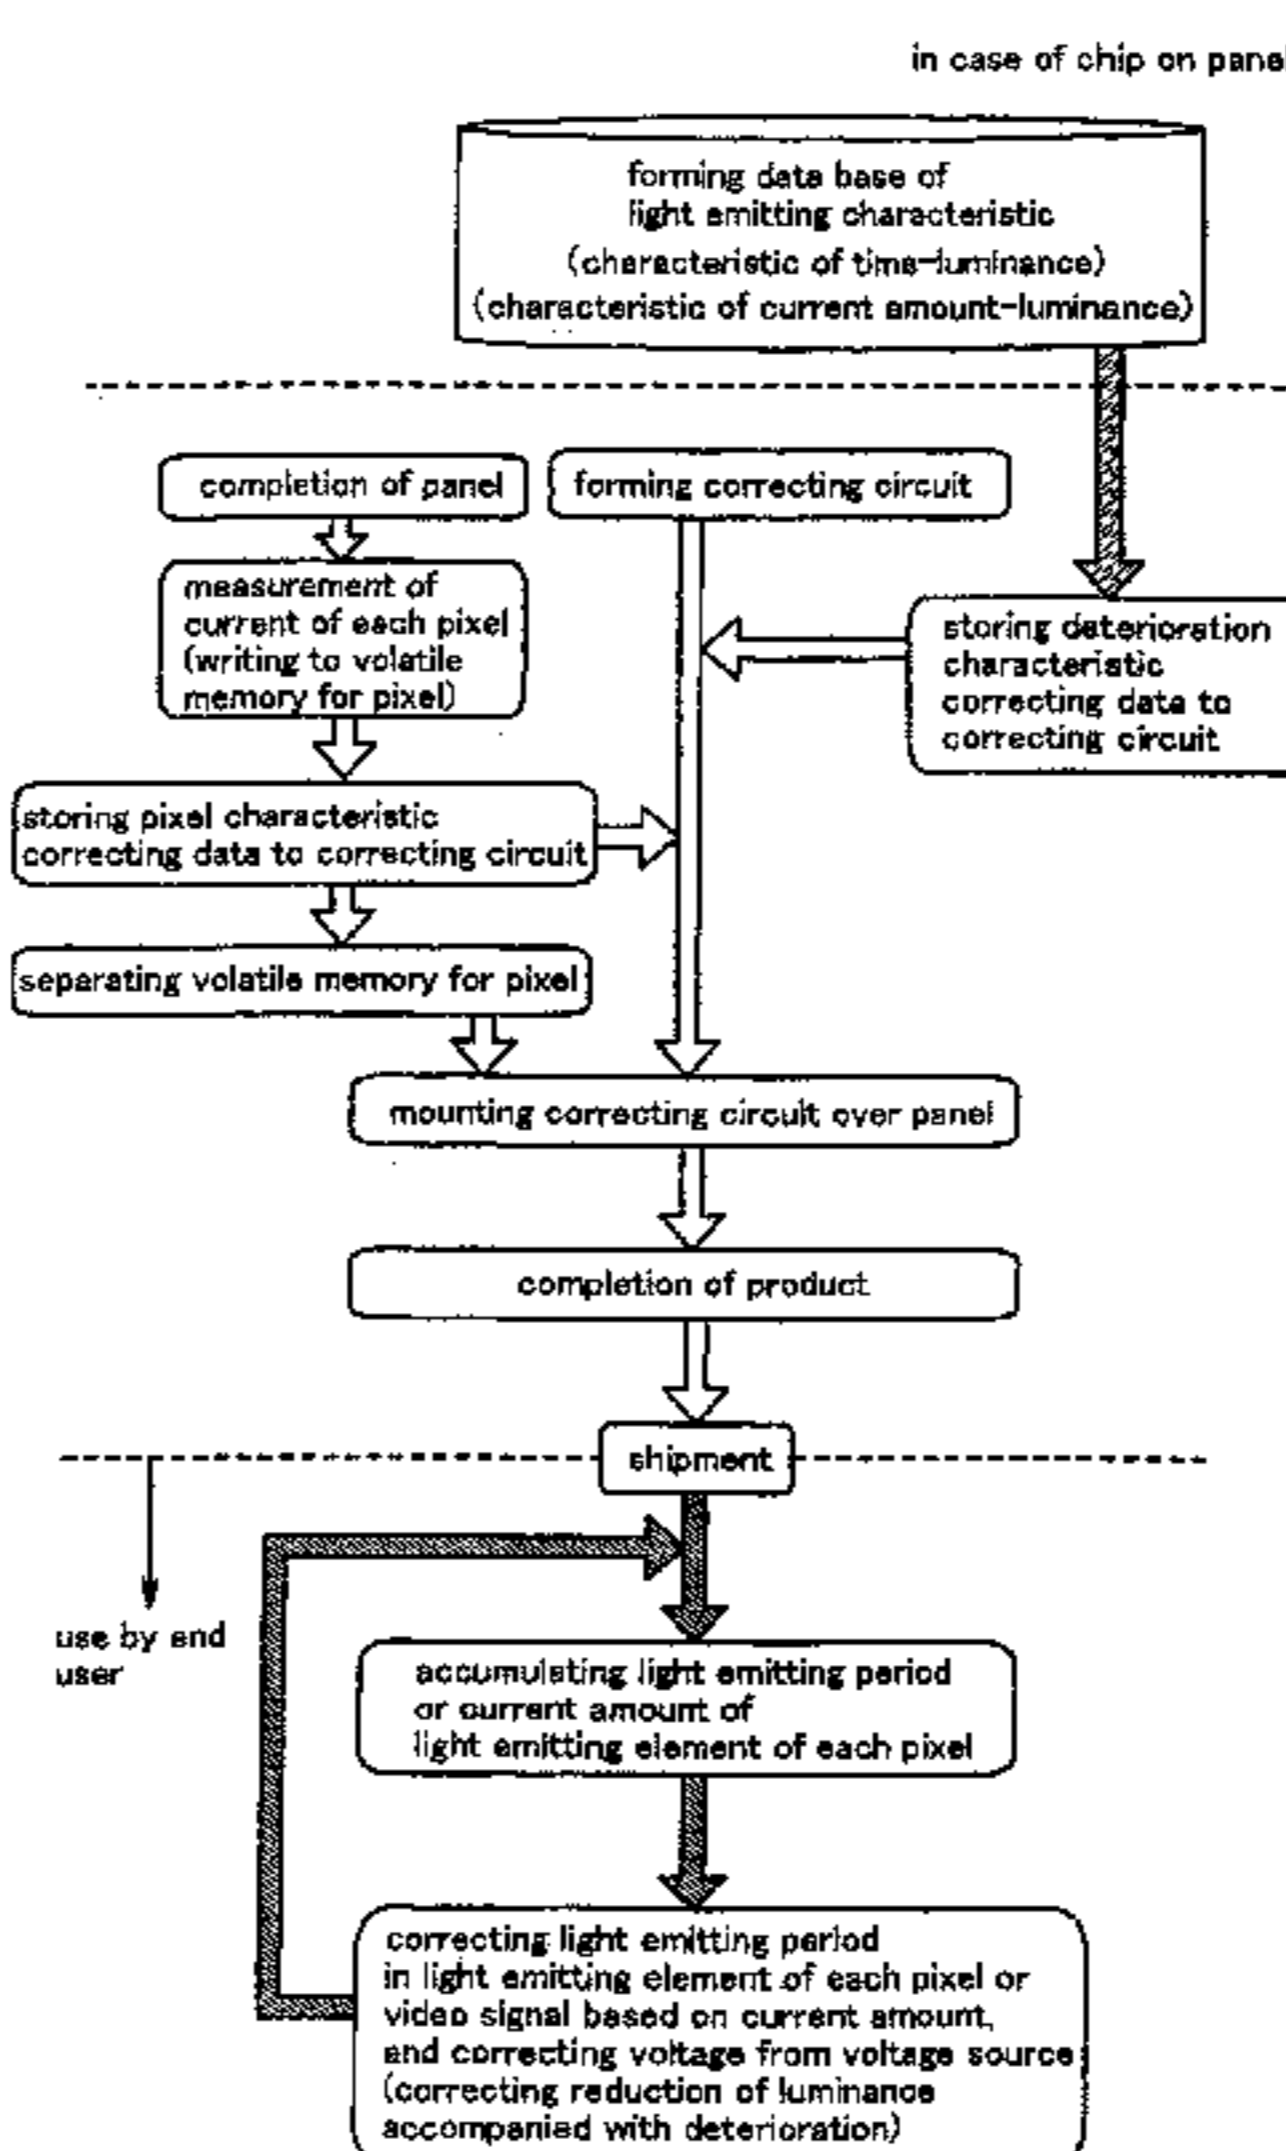 in case of chip on panel
forming data base of
light emitting characteristic
(characteristic of time-luminance)
(characteristic of current amount-luminance)
completion of panel
forming correcting circuit
measurement of
current of each pixel
(writing to volatile
memory for pixel)
storing deterioration
characteristic
correcting data to
correcting circuit
storing pixel characteristic
correcting data to correcting circuit
separating volatile memory for pixel
mounting correcting circuit over panel
completion of product
shipment
use by end
user
accumulating light emitting period
or current amount of
light emitting element of each pixel
correcting light emitting period
in light emitting element of each pixel or
video signal based on current amount,
and correcting voltage from voltage source
(correcting reduction of luminance
accompanied with deterioration)